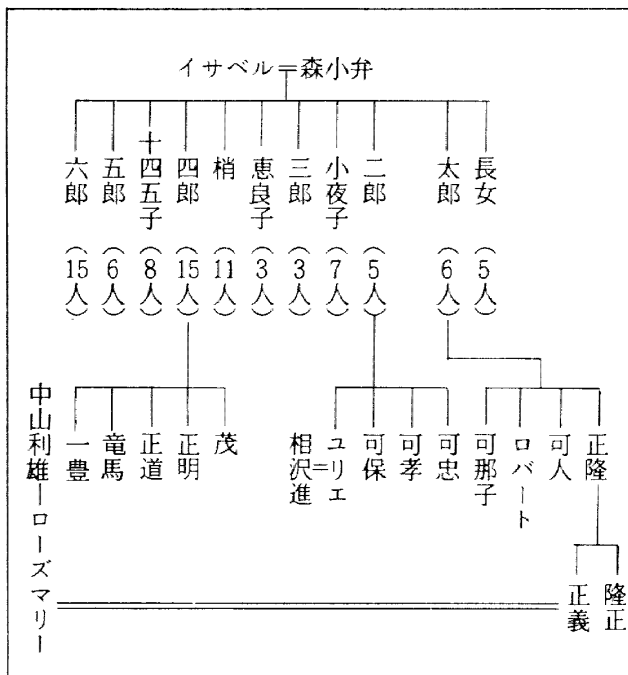 イサベル＝森小弁
長女（5人）
太郎（6人）
二郎（5人）
小夜子（7人）
三郎（3人）
恵良子（3人）
梢（11人）
四郎（15人）
十四五子（8人）
五郎（6人）
六郎（15人）
正隆
可人
ロバート
可那子
可忠
可孝
可保
ユリエ
＝
相沢進
茂
正明
正道
竜馬
一豊
中山利雄ーローズマリー
隆正
正義